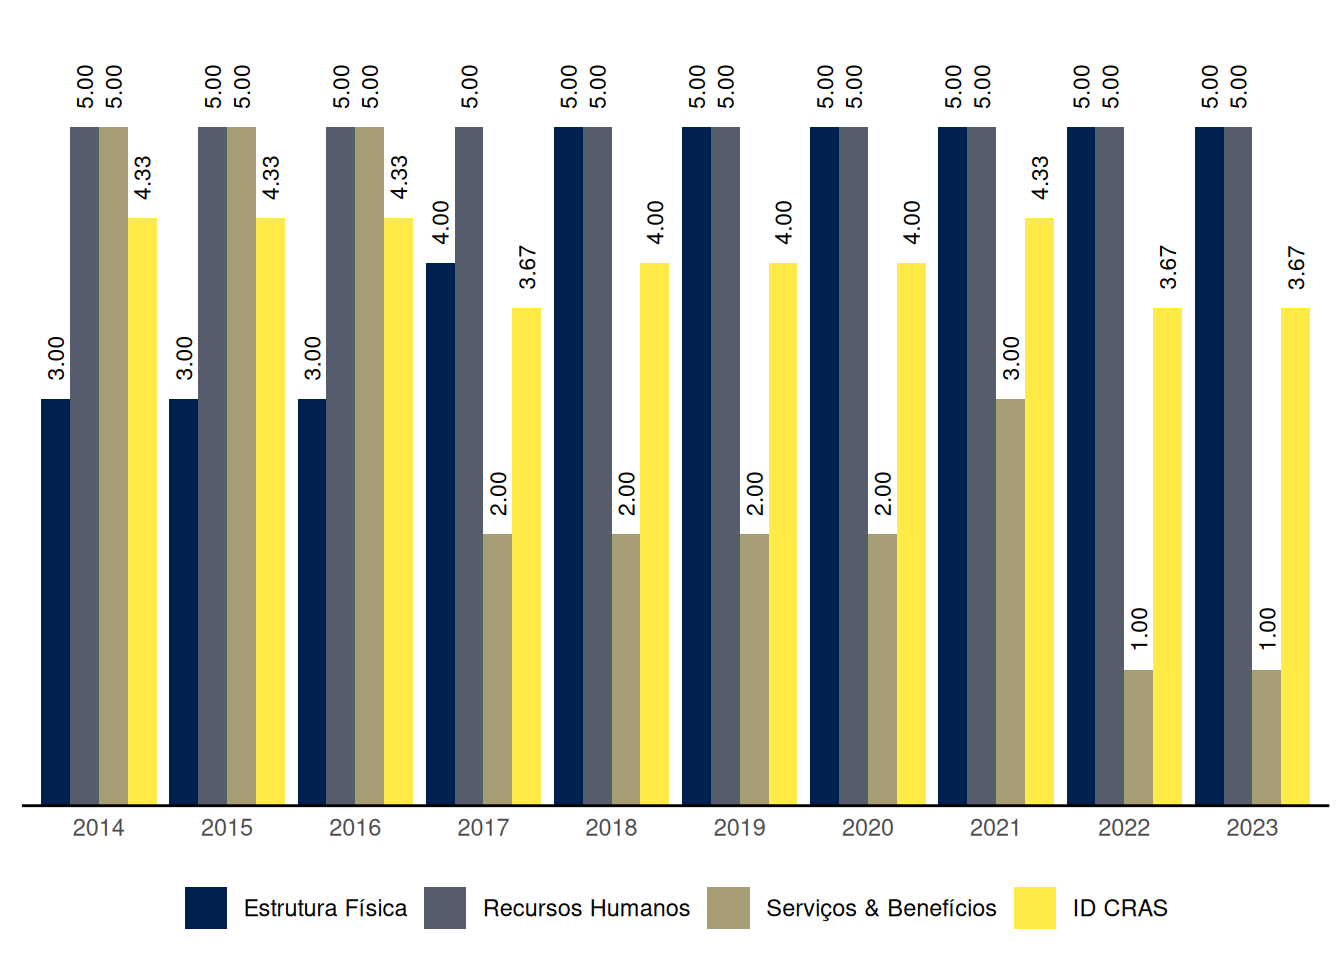 5.00 5.00 5.00 5.00 5.00 5.00 5.00 5.00 5.00 5.00 5.00 5.00 5.00 5.00 5.00 5.00 5.00 5.00 5.00
4.33 4.33 4.33 4.33
4.00 4.00 4.00 4.00
3.67 3.67 3.67
3.00 3.00 3.00 3.00
2.00 2.00 2.00 2.00
1.00 1.00
2014 2015 2016 2017 2018 2019 2020 2021 2022 2023
Estrutura Física Recursos Humanos Serviços & Benefícios ID CRAS